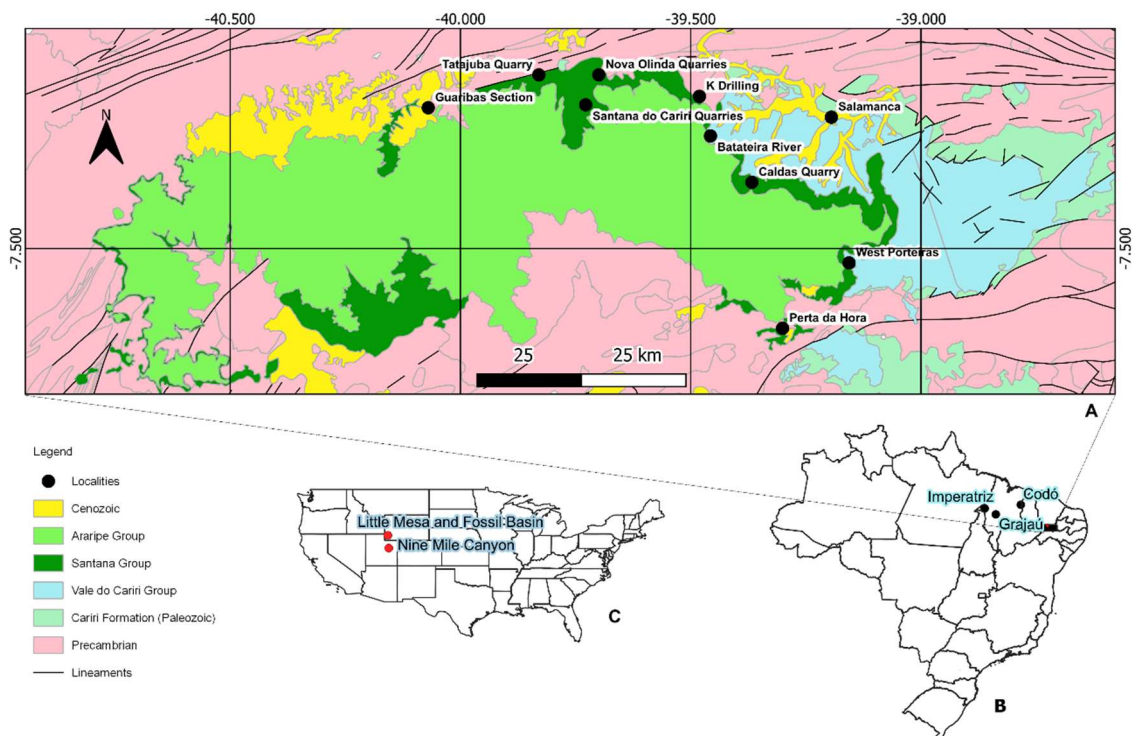 -40.500
-40.000
-39.500
-39.000
Tatajuba Quarry
Nova Olinda Quarries
K Drilling
Guaribas Section
Santana do Cariri Quarries
Salamanca
N
Batateira River
Caldas Quarry
-7.500
-7.500
West Porteiras
Perta da Hora
25
25 km
A
Legend
Localities
Cenozoic
Araripe Group
Santana Group
Vale do Cariri Group
Cariri Formation (Paleozoic)
Precambrian
Lineaments
Little Mesa and Fossil Basin
Nine Mile Canyon
C
Imperatriz
Codó
Grajaú
B